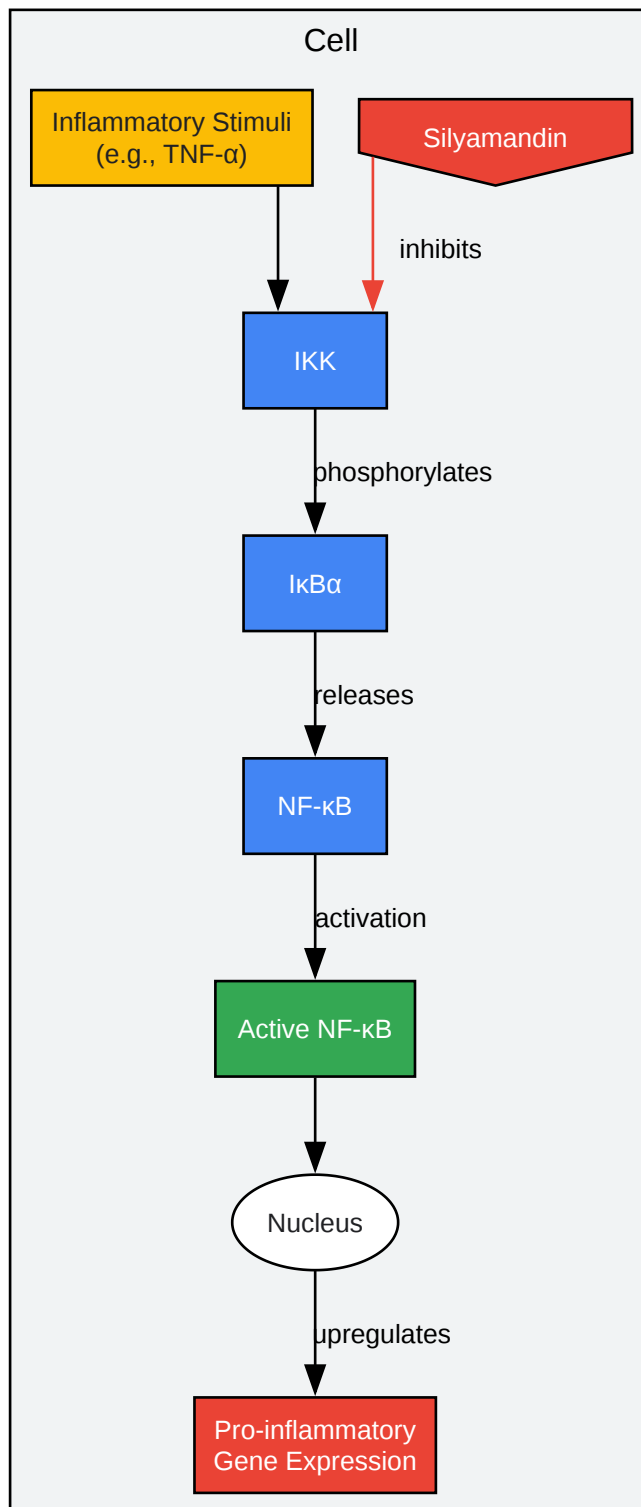 Cell
Inflammatory Stimuli
(e.g., TNF-α)
Silyamandin
inhibits
IKK
phosphorylates
IκBα
releases
NF-κB
activation
Active NF-κB
Nucleus
upregulates
Pro-inflammatory
Gene Expression